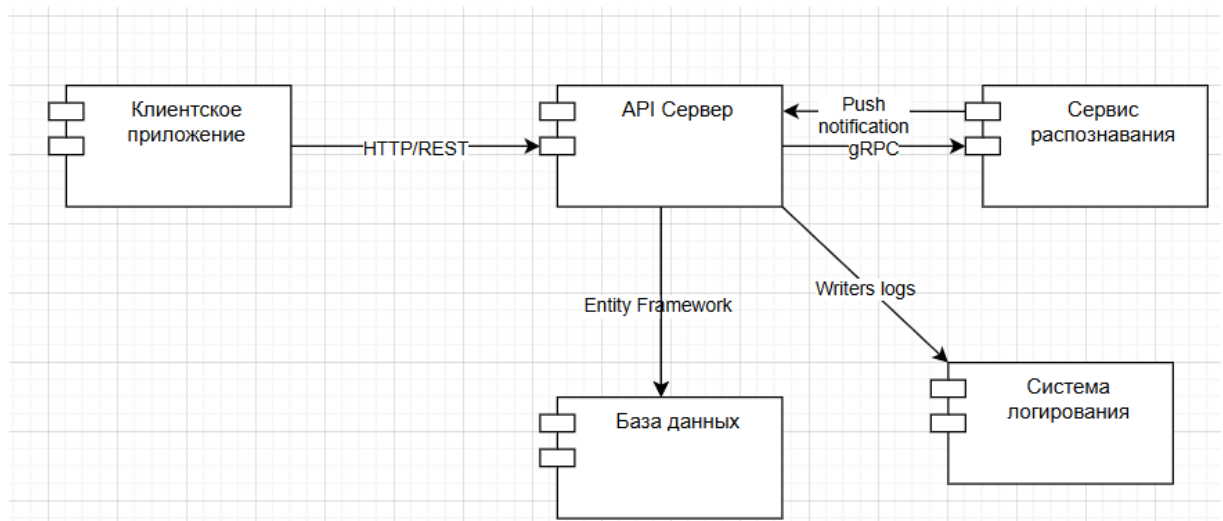 Клиентское
приложение
HTTP/REST
API Сервер
Push
notification
gRPC
Сервис
распознавания
Entity Framework
Writers logs
База данных
Система
логирования